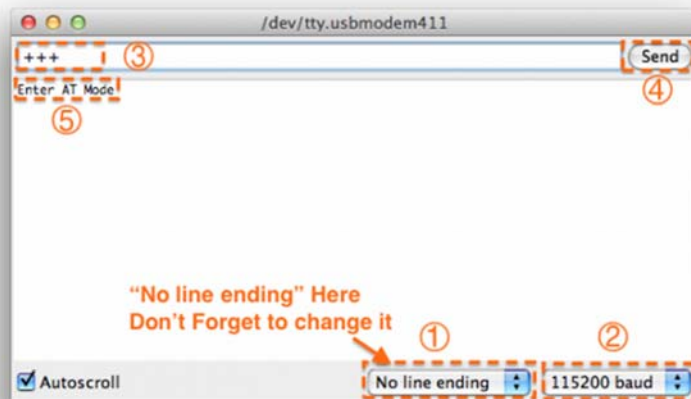 /dev/tty.usbmodem411
+++ ③ Send
④
Enter AT Mode
⑤
“No line ending” Here
Don’t Forget to change it
① ②
Autoscroll No line ending 115200 baud